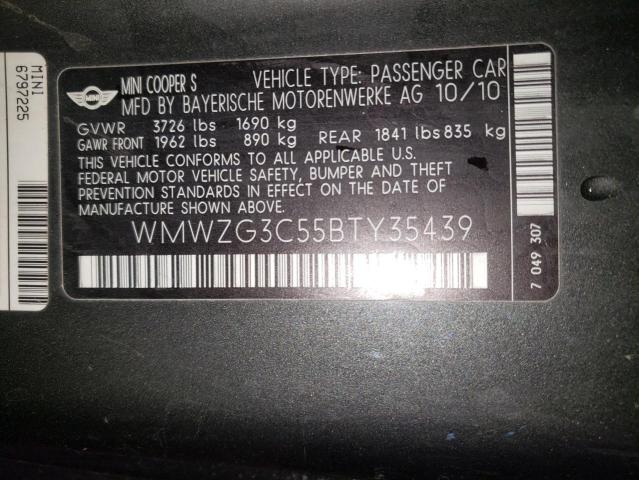 MINI
6797225
MINI
MINI COOPER S VEHICLE TYPE: PASSENGER CAR
MFD BY BAYERISCHE MOTORENWERKE AG 10/10
GVWR 3726 lbs 1690 kg
GAWR FRONT 1962 lbs 890 kg REAR 1841 lbs 835 kg
THIS VEHICLE CONFORMS TO ALL APPLICABLE U.S.
FEDERAL MOTOR VEHICLE SAFETY, BUMPER AND THEFT
PREVENTION STANDARDS IN EFFECT ON THE DATE OF
MANUFACTURE SHOWN ABOVE.
WMWZG3C55BTY35439
7 049 307